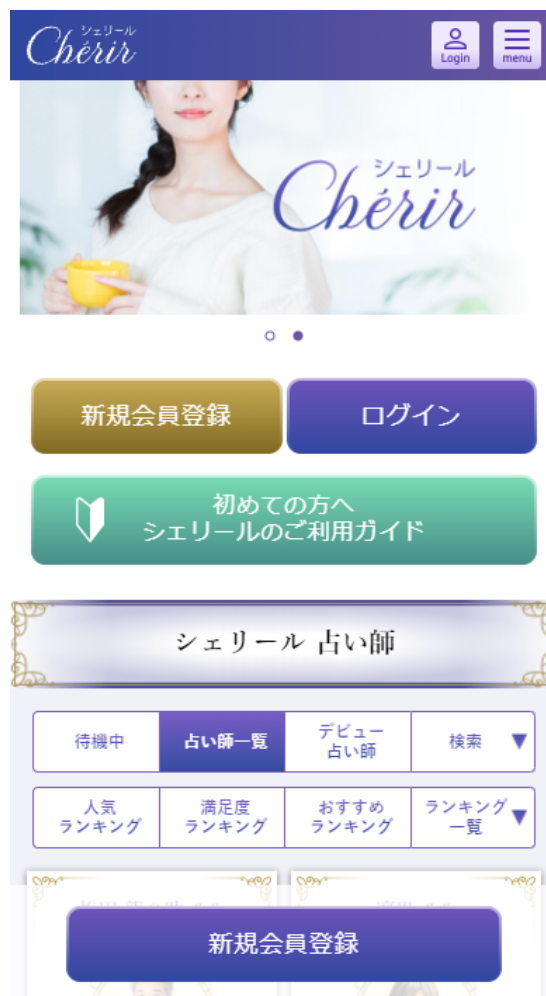 シェリール
Chérir
Login
menu
シェリール
Chérir
新規会員登録
ログイン
初めての方へ
シェリールのご利用ガイド
シェリール 占い師
待機中
占い師一覧
デビュー
占い師
検索 ▼
人気
ランキング
満足度
ランキング
おすすめ
ランキング
ランキング
一覧 ▼
新規会員登録